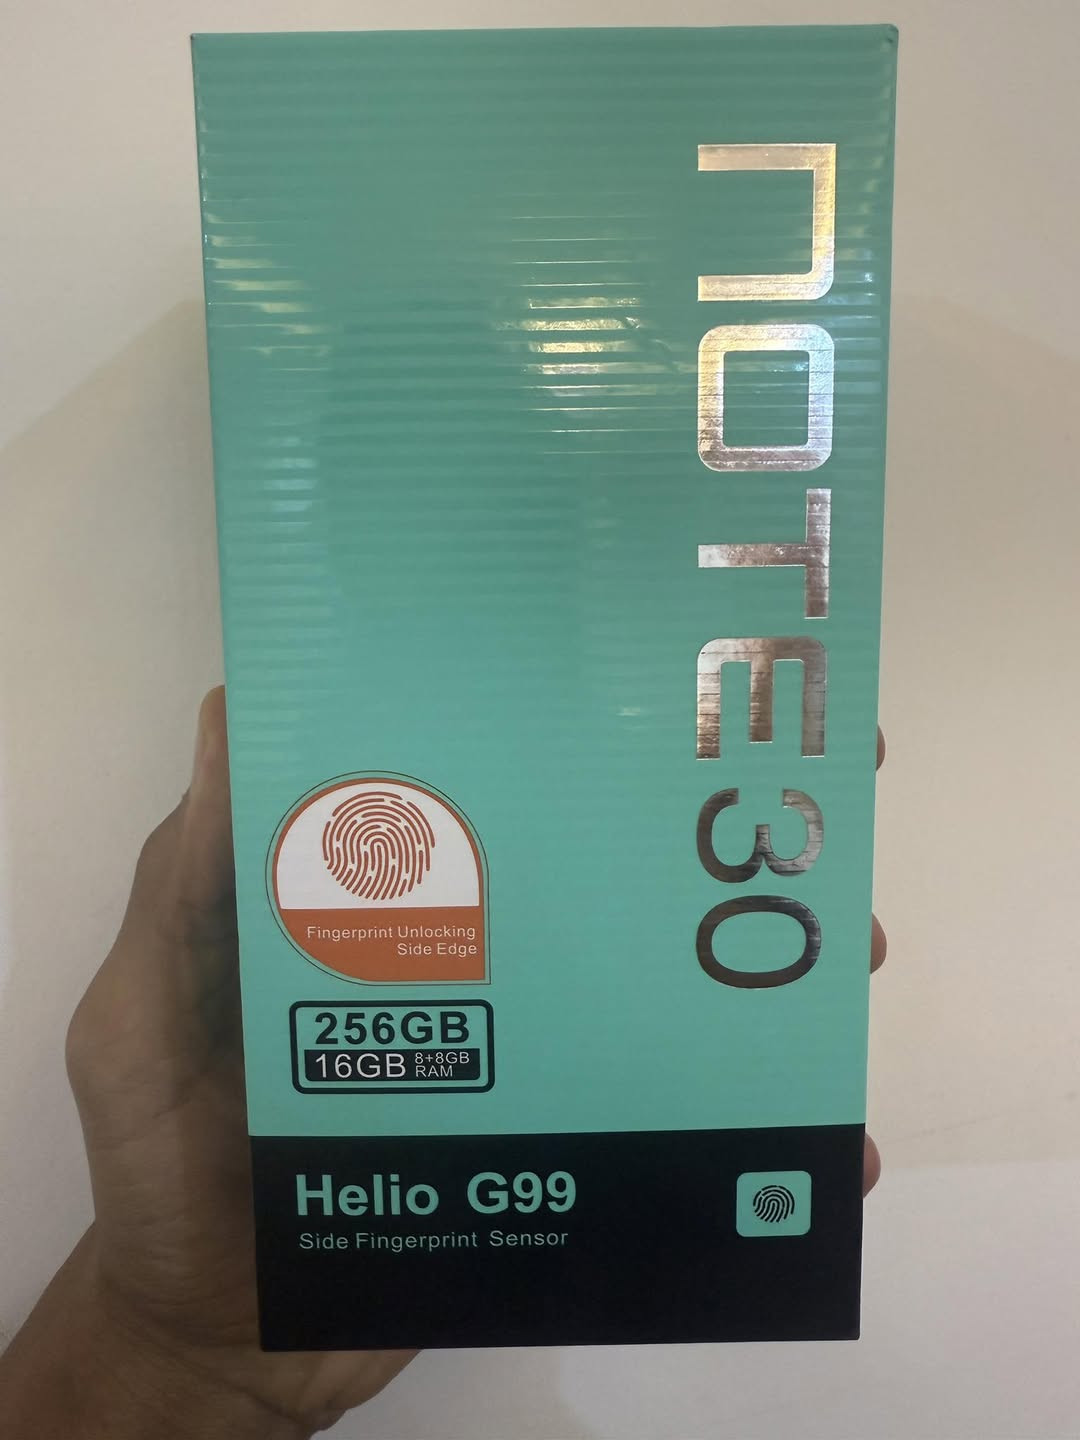 NOTE30
Fingerprint Unlocking
Side Edge
256GB
16GB 8+8GB
RAM
Helio G99
Side Fingerprint Sensor